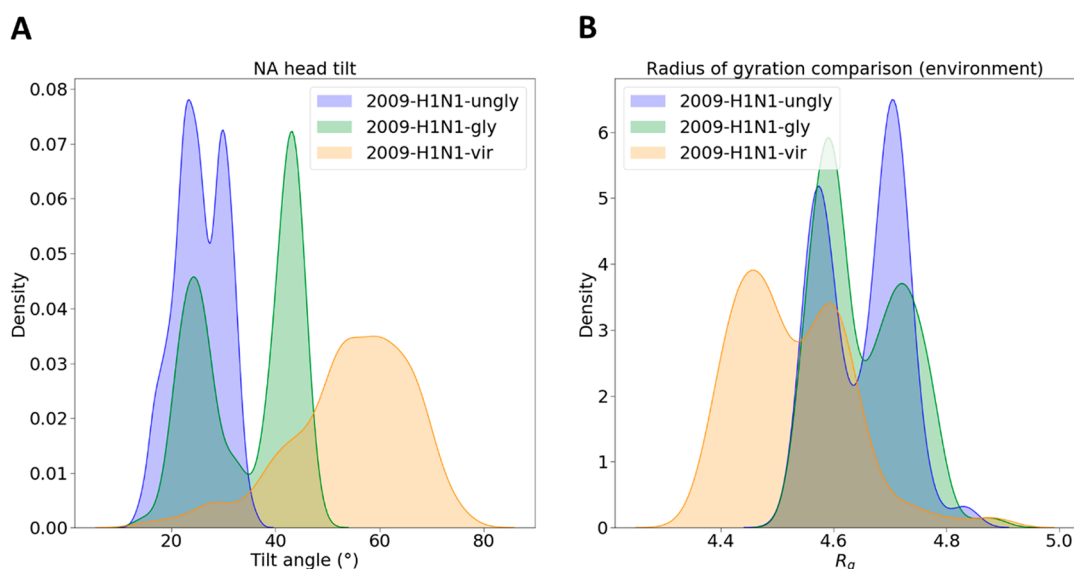 A
B
NA head tilt
Radius of gyration comparison (environment)
0.08
0.07
0.06
0.05
0.04
0.03
0.02
0.01
0.00
Density
2009-H1N1-ungly
2009-H1N1-gly
2009-H1N1-vir
20
40
60
80
Tilt angle (°)
6
5
4
3
2
1
0
Density
2009-H1N1-ungly
2009-H1N1-gly
2009-H1N1-vir
4.4
4.6
4.8
5.0
Rg